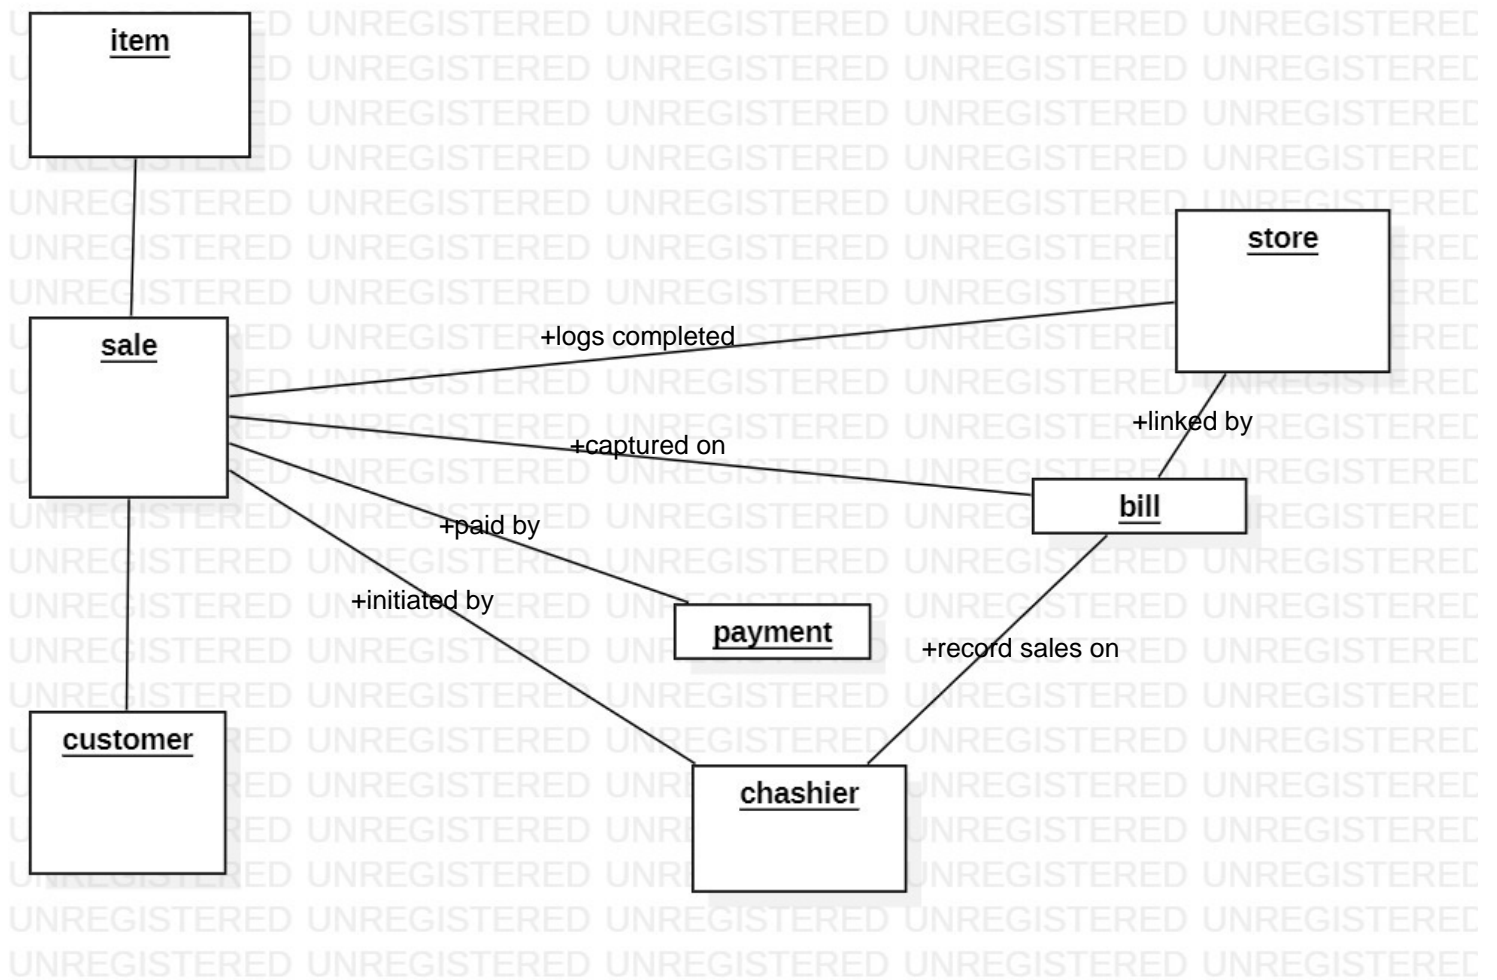 item
store
sale
+logs completed
+linked by
+captured on
bill
+paid by
+initiated by
payment
+record sales on
customer
chashier
UNREGISTERED